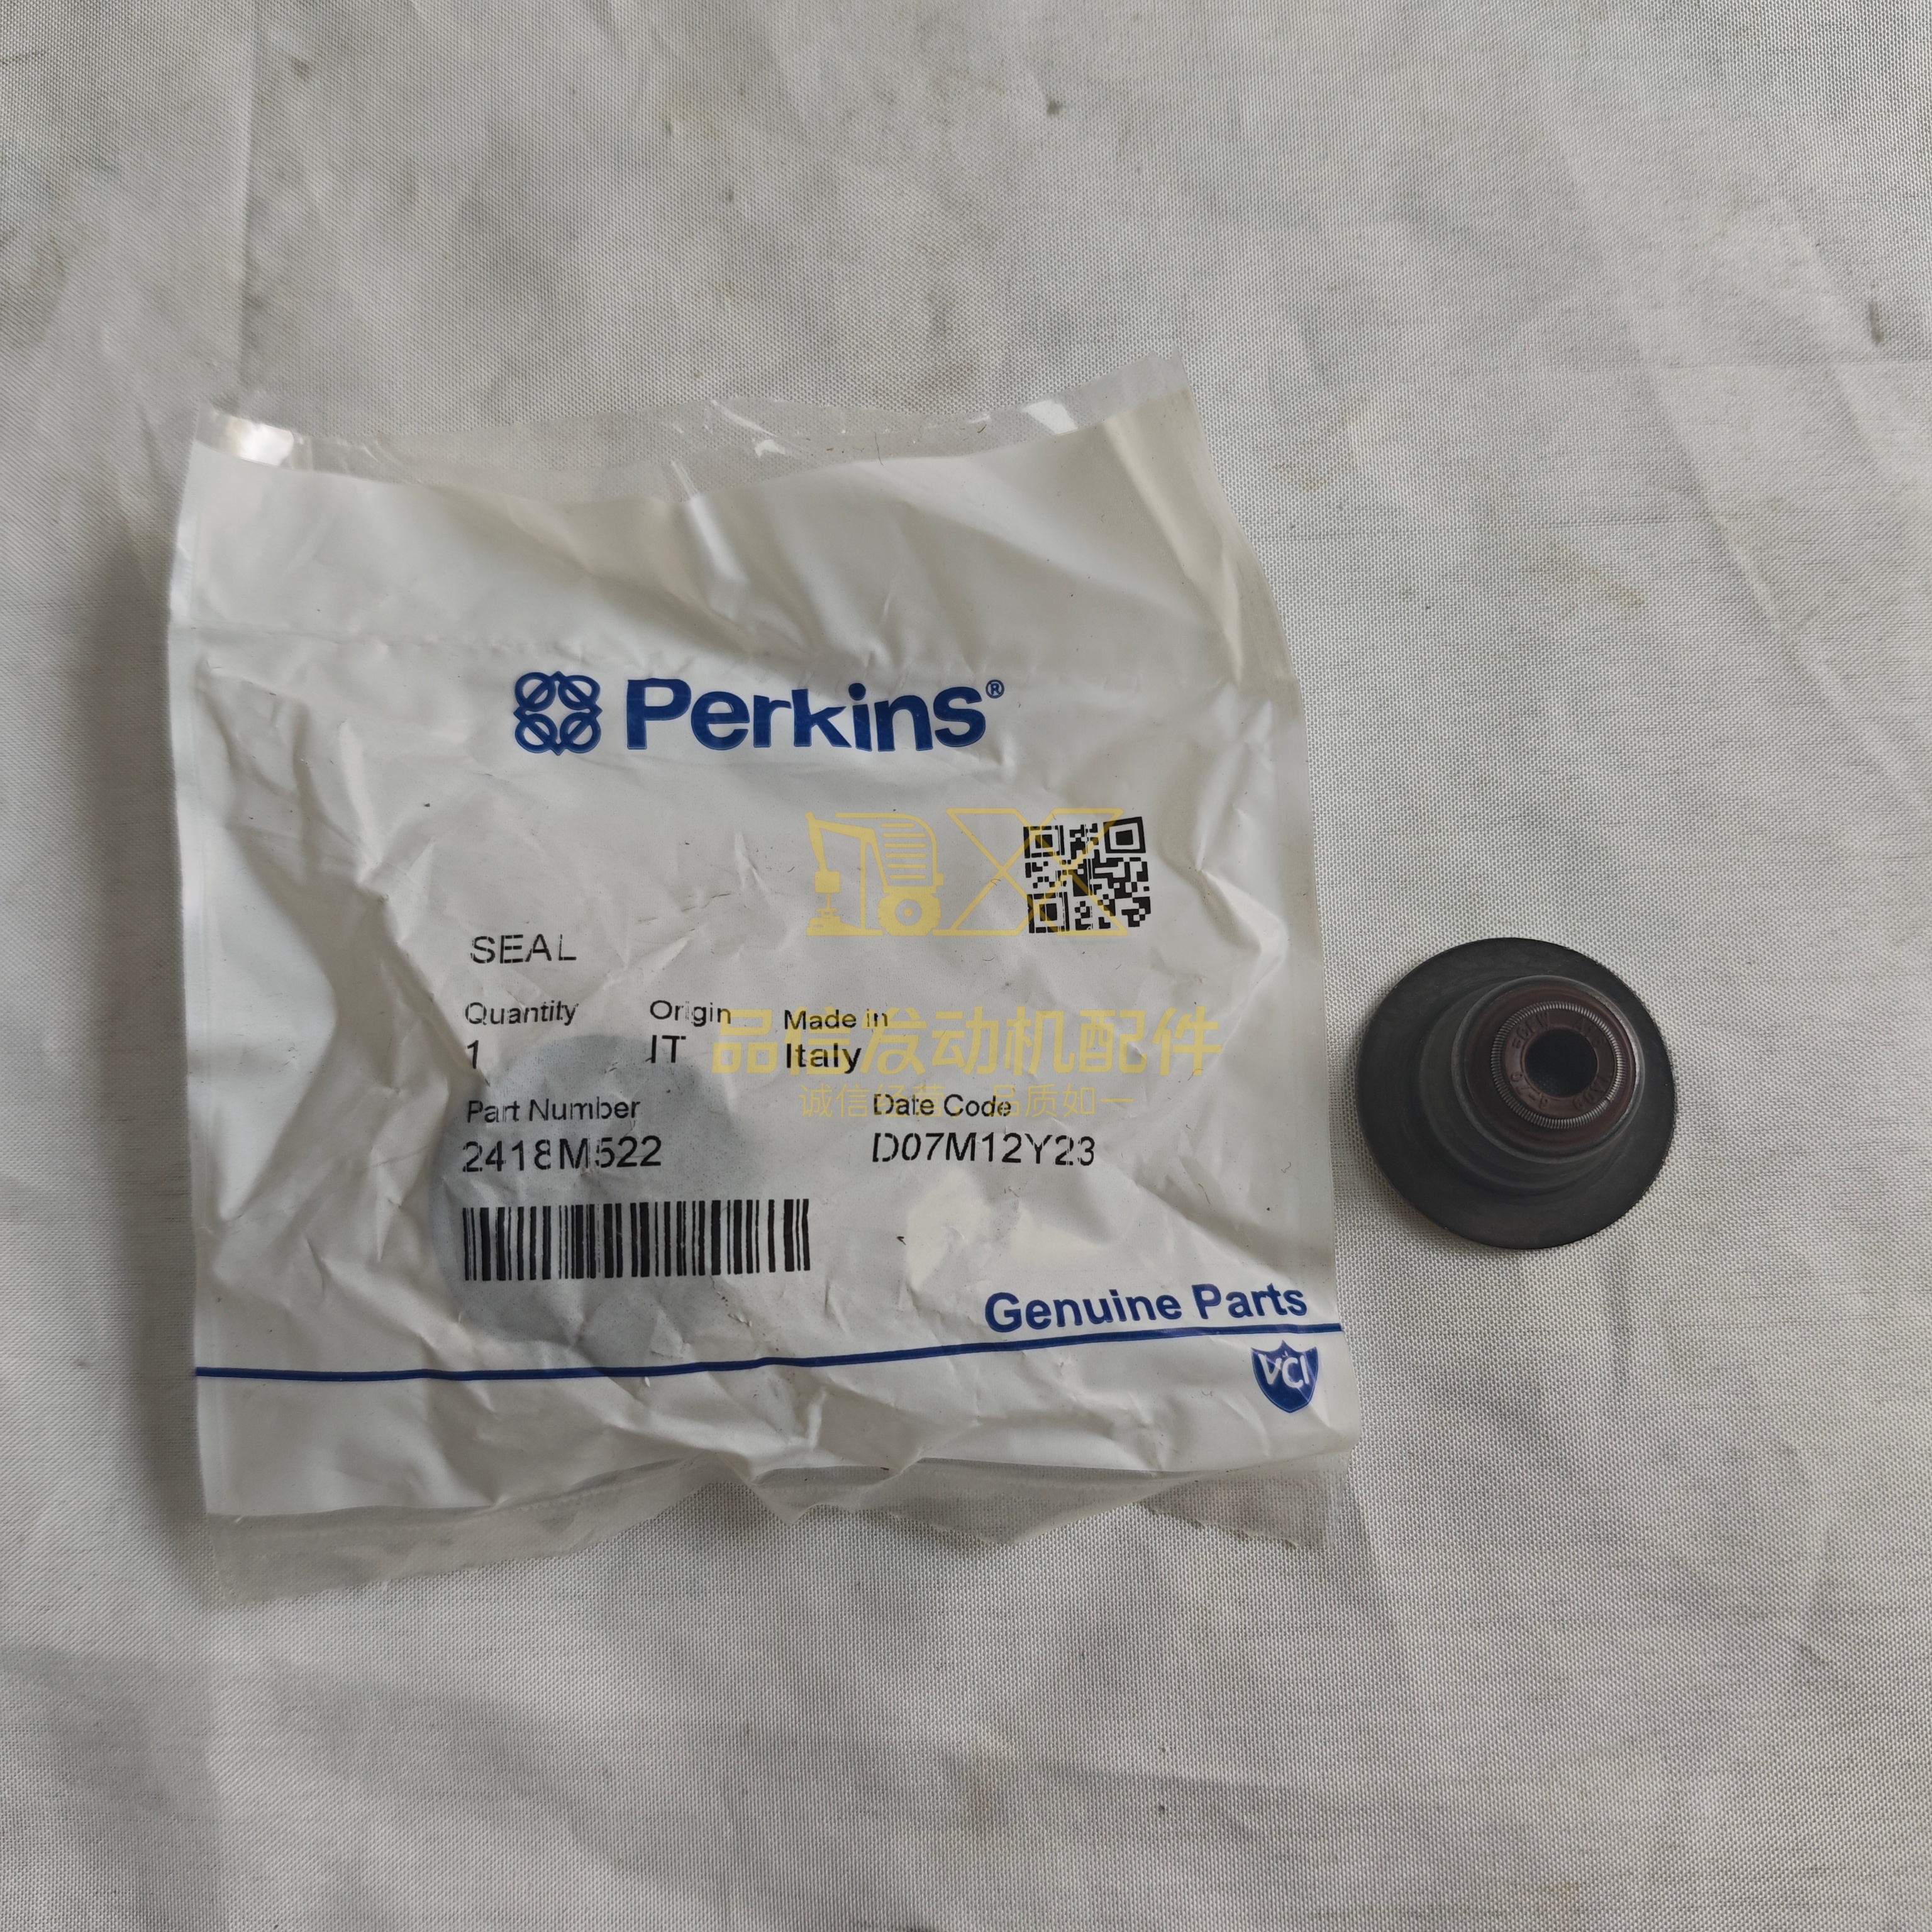 Perkins®
SEAL
Quantity Origin Made in
1 IT Italy
品信发动机配件
诚信经营 品质如一
Part Number Date Code
2418M522 D07M12Y23
Genuine Parts
VCI